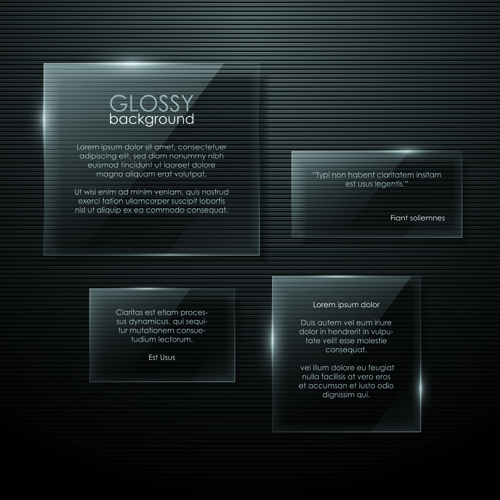 GLOSSY
background
Lorem ipsum dolor sit amet, consectetuer
adipiscing elit, sed diam nonummy nibh
euismod tincidunt ut laoreet dolore
magna aliquam erat volutpat.
Ut wisi enim ad minim veniam, quis nostrud
exerci tation ullamcorper suscipit lobortis
nisl ut aliquip ex ea commodo consequat.
“Typi non habent claritatem insitam
est usus legentis.”
Fiant sollemnes
Claritas est etiam proces-
sus dynamicus, qui sequi-
tur mutationem consue-
tudium lectorum.
Est Usus
Lorem ipsum dolor
Duis autem vel eum iriure
dolor in hendrerit in vulpu-
tate velit esse molestie
consequat.
vel illum dolore eu feugiat
nulla facilisis at vero eros
et accumsan et iusto odio
dignissim qui.